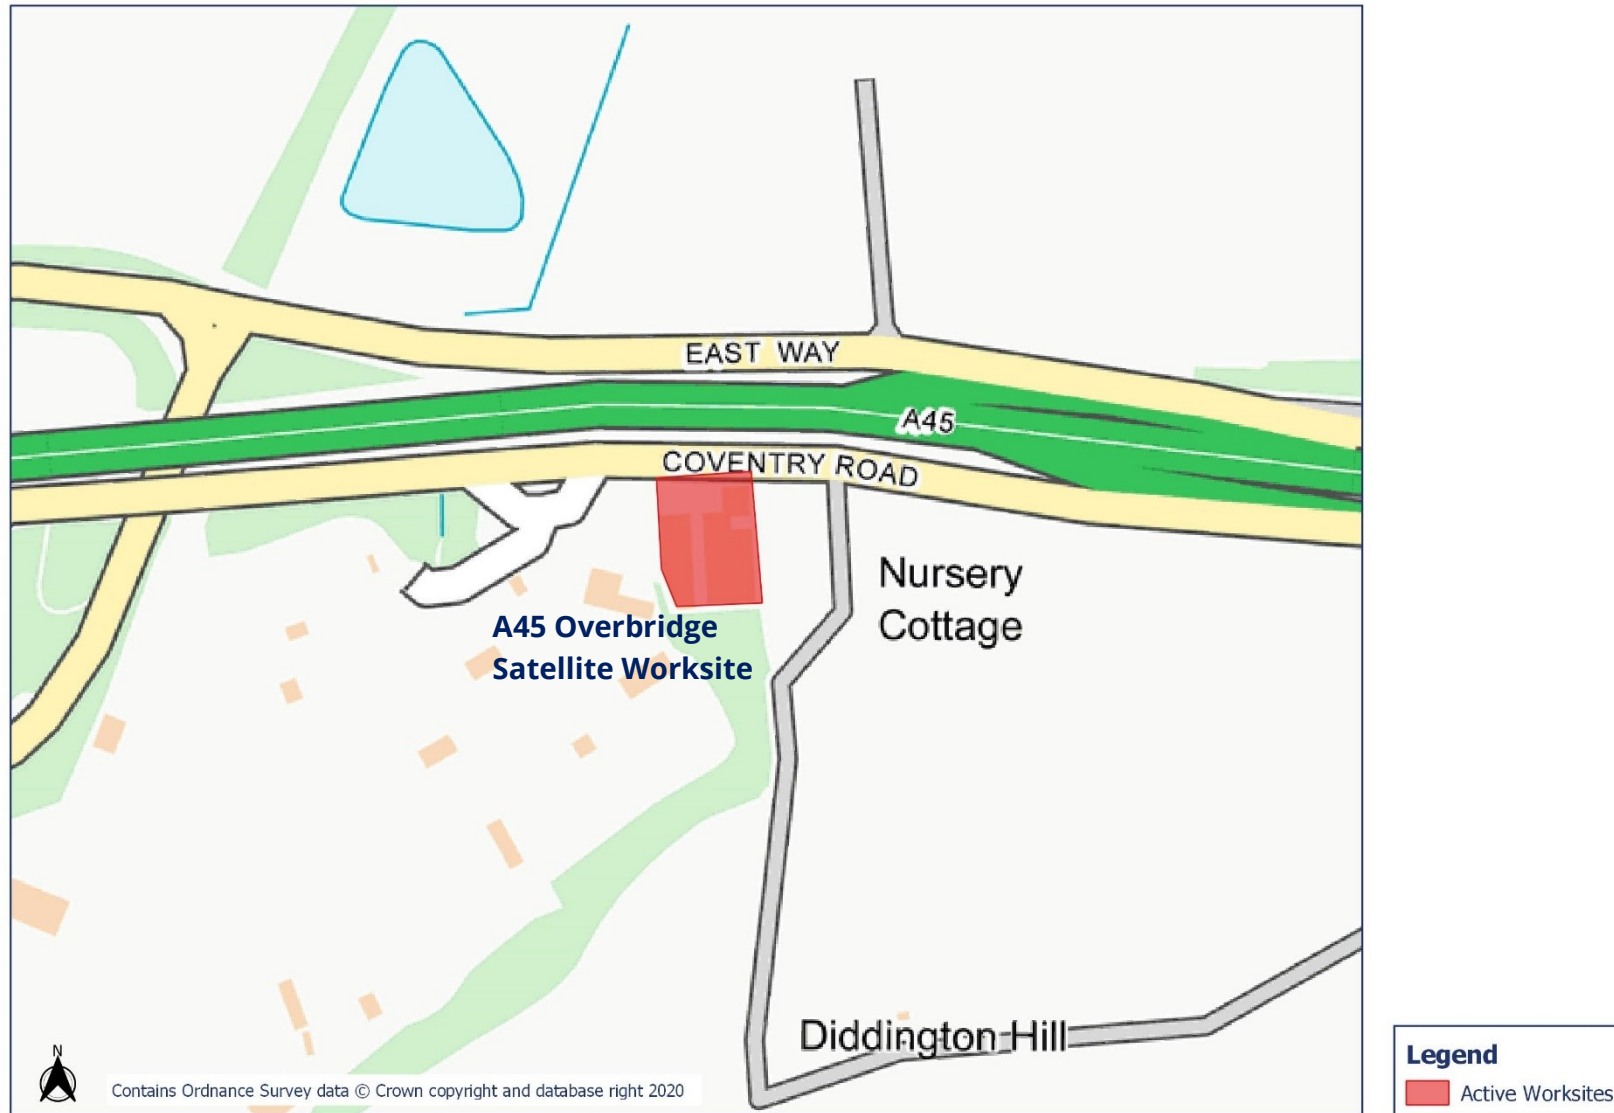 EAST WAY
A45
COVENTRY ROAD
Nursery
Cottage
A45 Overbridge
Satellite Worksite
Diddington Hill
N
Contains Ordnance Survey data © Crown copyright and database right 2020
Legend
Active Worksites